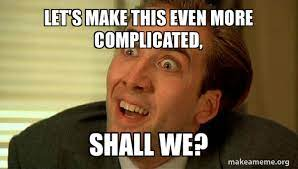 LET'S MAKE THIS EVEN MORE
COMPLICATED,
SHALL WE?
makeameme.org